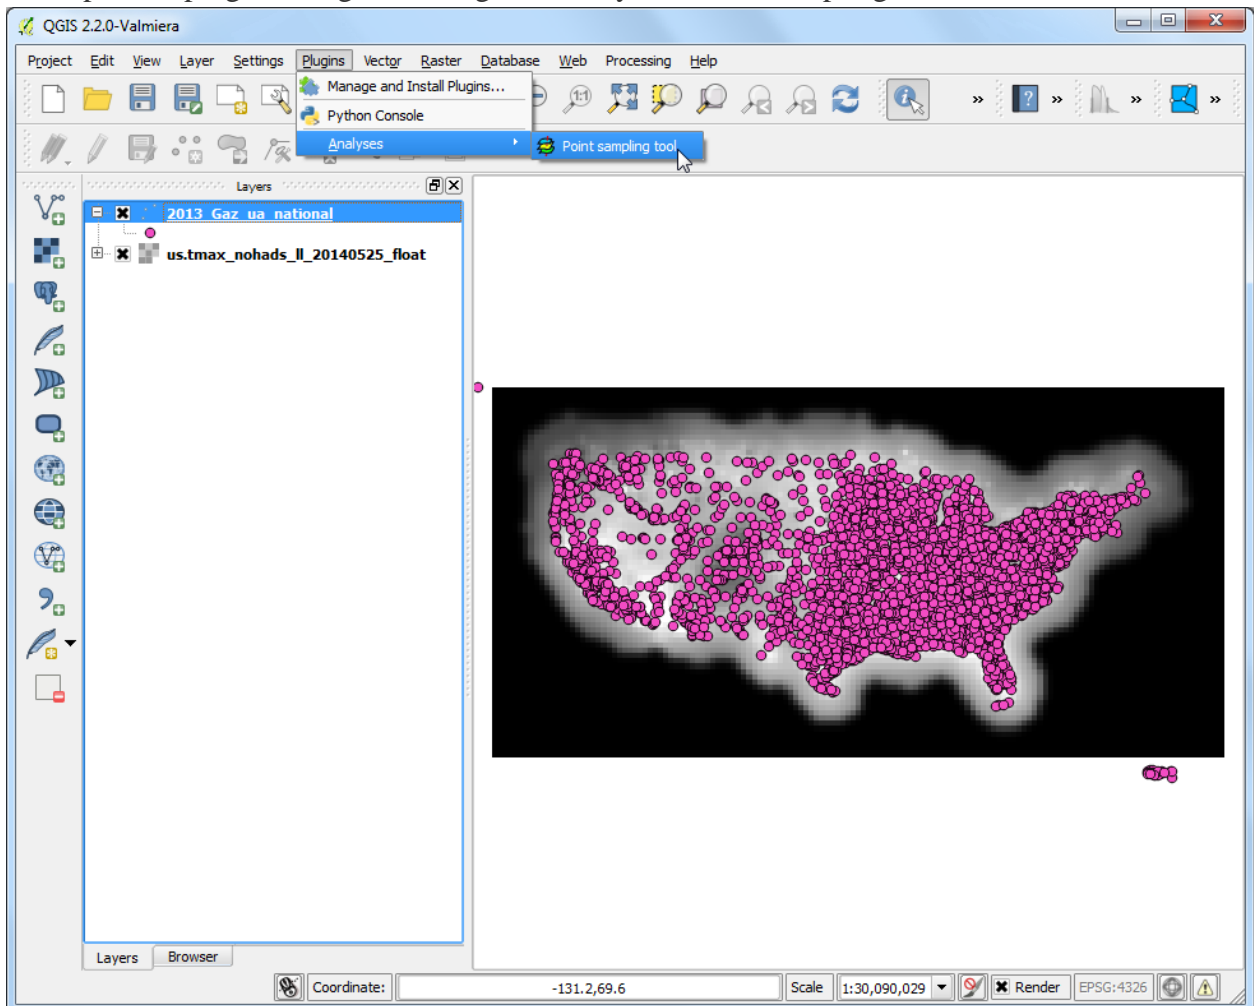 QGIS 2.2.0-Valmiera
Project Edit View Layer Settings Plugins Vector Raster Database Web Processing Help
Manage and Install Plugins...
Python Console
Analyses
Point sampling tool
1:1
» ? » » »
Layers
2013_Gaz_ua_national
us.tmax_nohads_ll_20140525_float
Layers Browser
Coordinate: -131.2,69.6 Scale 1:30,090,029 Render EPSG:4326